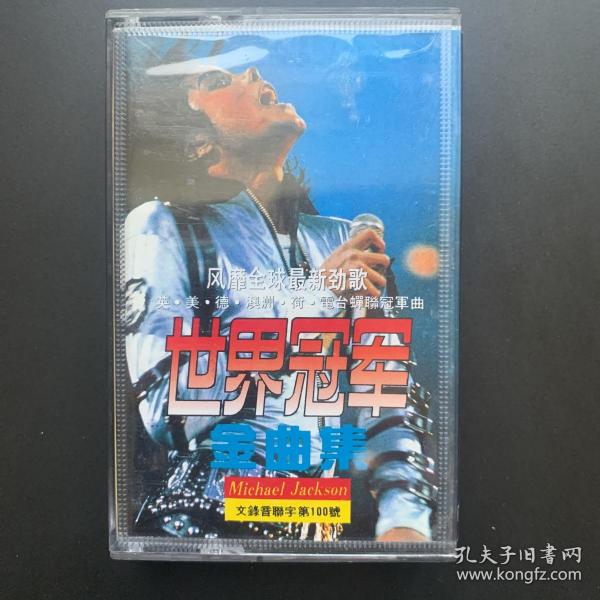 风靡全球最新劲歌
英・美・德・澳洲・荷・電台蟬聯冠軍曲
世界冠军
金曲集
Michael Jackson
文錄音聯字第100號
孔夫子旧書网
www.kongfz.com